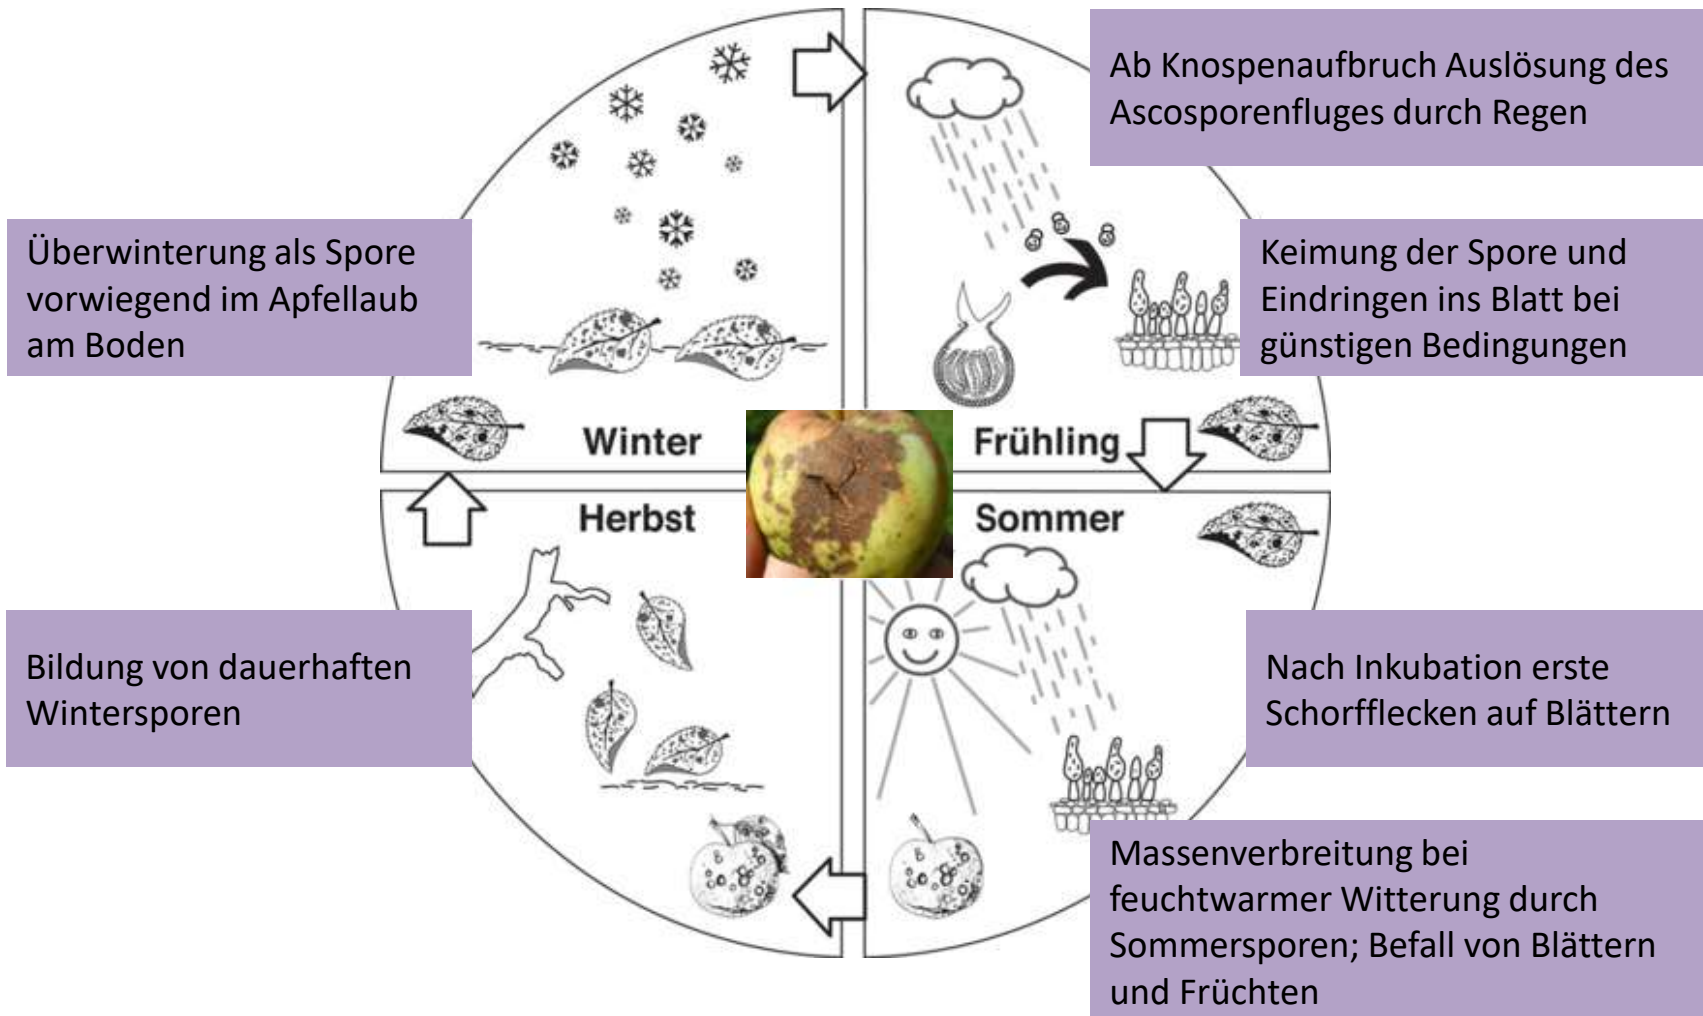 Ab Knospenaufbruch Auslösung des
Ascosporenfluges durch Regen
Überwinterung als Spore
vorwiegend im Apfellaub
am Boden
Keimung der Spore und
Eindringen ins Blatt bei
günstigen Bedingungen
Winter
Frühling
Herbst
Sommer
Bildung von dauerhaften
Wintersporen
Nach Inkubation erste
Schorfflecken auf Blättern
Massenverbreitung bei
feuchtwarmer Witterung durch
Sommersporen; Befall von Blättern
und Früchten